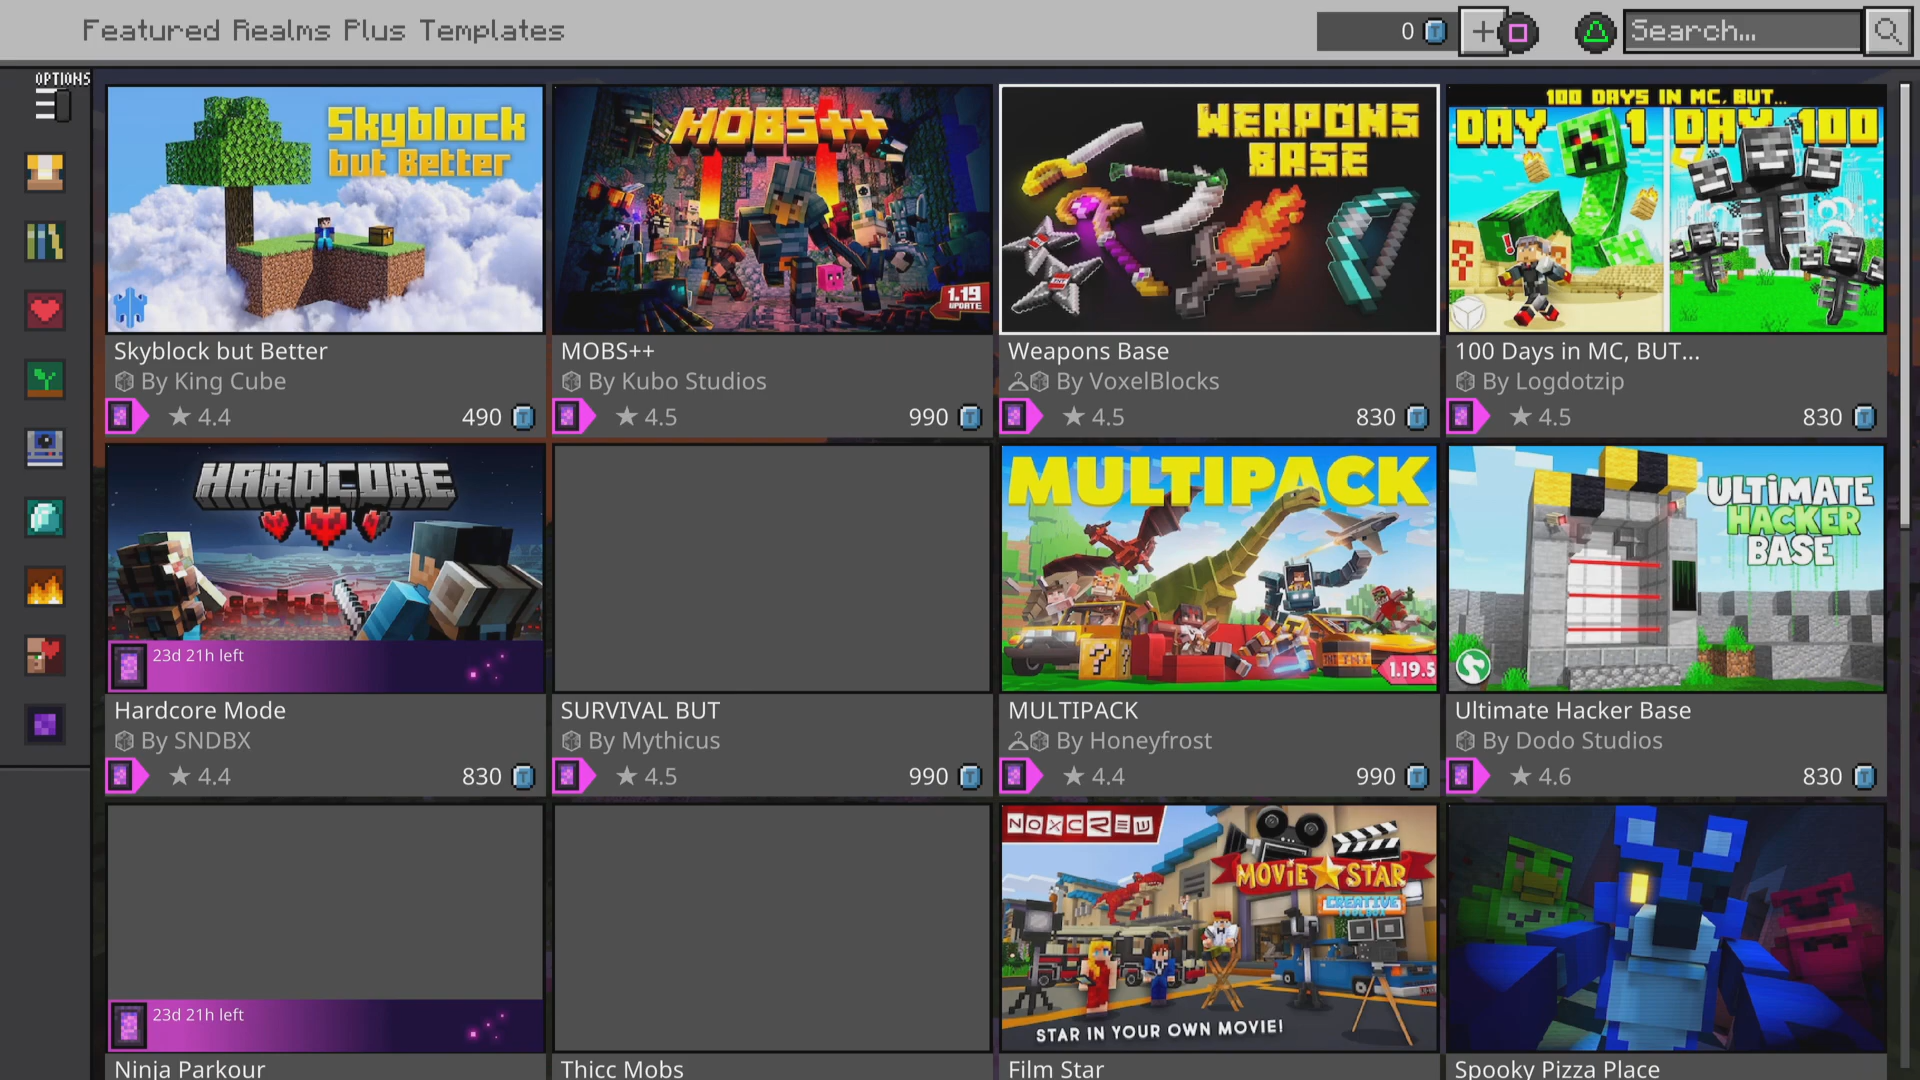 Featured Realms Plus Templates
0
Search...
OPTIONS
Skyblock
but Better
Skyblock but Better
By King Cube
4.4
490
MOBS++
1.19
UPDATE
MOBS++
By Kubo Studios
4.5
990
WEAPONS
BASE
Weapons Base
By VoxelBlocks
4.5
830
100 DAYS IN MC, BUT...
DAY 1
DAY 100
100 Days in MC, BUT...
By Logdotzip
4.5
830
HARDCORE
23d 21h left
Hardcore Mode
By SNDBX
4.4
830
SURVIVAL BUT
By Mythicus
4.5
990
MULTIPACK
1.19.5
MULTIPACK
By Honeyfrost
4.4
990
ULTIMATE
HACKER
BASE
Ultimate Hacker Base
By Dodo Studios
4.6
830
23d 21h left
Ninja Parkour
Thicc Mobs
NOXCREW
MOVIE STAR
CREATIVE
TOOLBOX
STAR IN YOUR OWN MOVIE!
Film Star
Spooky Pizza Place